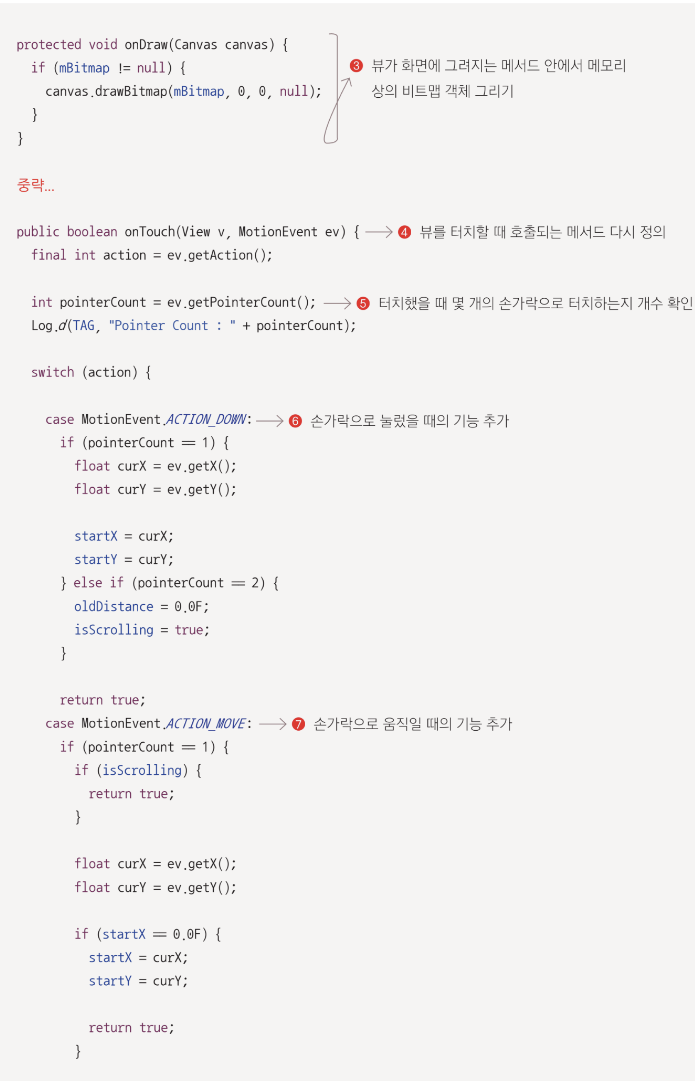 protected void onDraw(Canvas canvas) {
if (mBitmap != null) {
❸ 뷰가 화면에 그려지는 메서드 안에서 메모리
canvas.drawBitmap(mBitmap, 0, 0, null);
상의 비트맵 객체 그리기
}
}
중략...
public boolean onTouch(View v, MotionEvent ev) { → ❹ 뷰를 터치할 때 호출되는 메서드 다시 정의
final int action = ev.getAction();
int pointerCount = ev.getPointerCount(); → ❺ 터치했을 때 몇 개의 손가락으로 터치하는지 개수 확인
Log.d(TAG, "Pointer Count : " + pointerCount);
switch (action) {
case MotionEvent.ACTION_DOWN: → ❻ 손가락으로 눌렀을 때의 기능 추가
if (pointerCount == 1) {
float curX = ev.getX();
float curY = ev.getY();
startX = curX;
startY = curY;
} else if (pointerCount == 2) {
oldDistance = 0.0F;
isScrolling = true;
}
return true;
case MotionEvent.ACTION_MOVE: → ❼ 손가락으로 움직일 때의 기능 추가
if (pointerCount == 1) {
if (isScrolling) {
return true;
}
float curX = ev.getX();
float curY = ev.getY();
if (startX == 0.0F) {
startX = curX;
startY = curY;
return true;
}